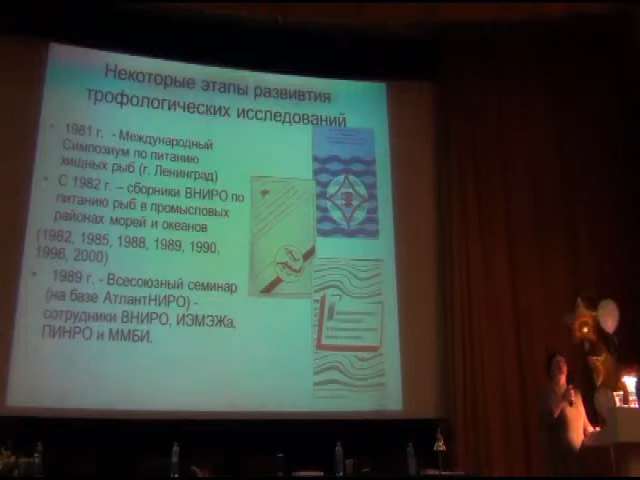 Некоторые этапы развивтия
трофологических исследований
• 1981 г. - Международный
Симпозиум по питанию
хищных рыб (г. Ленинград)
• С 1982 г. – сборники ВНИРО по
питанию рыб в промысловых
районах морей и океанов
(1982, 1985, 1988, 1989, 1990,
1996, 2000)
• 1989 г. - Всесоюзный семинар
(на базе АтлантНИРО) -
сотрудники ВНИРО, ИЭМЭЖа,
ПИНРО и ММБИ.